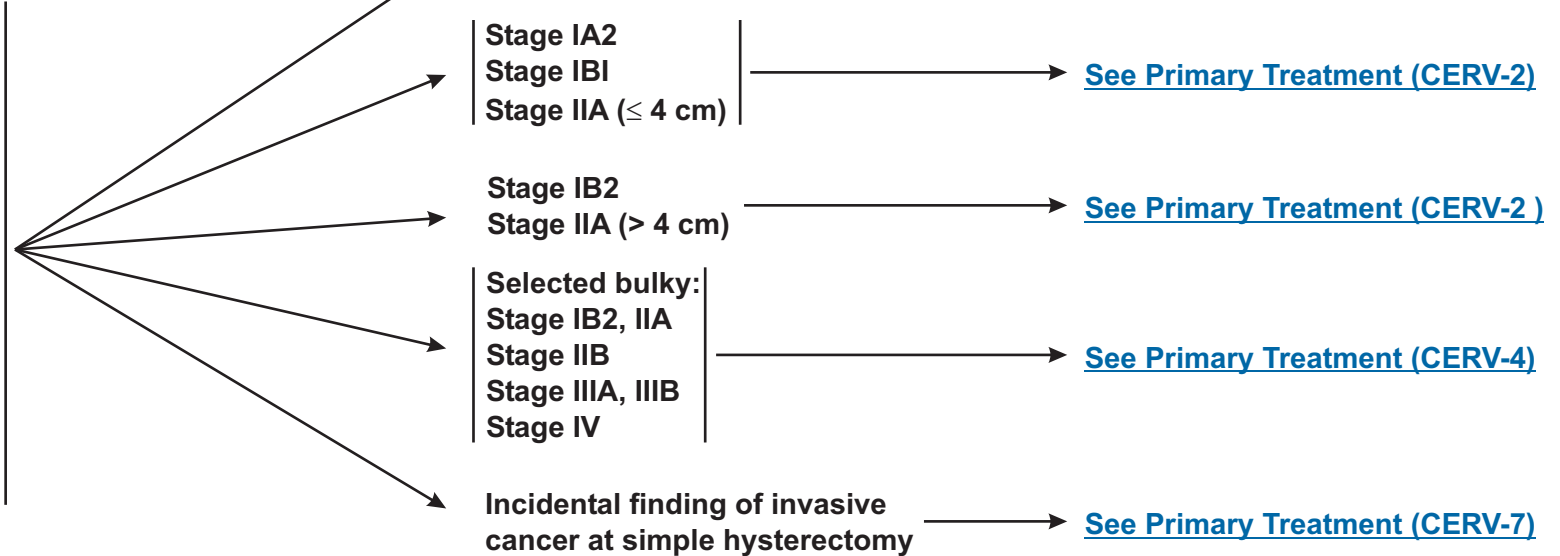 Stage IA2
Stage IBI
Stage IIA (≤ 4 cm)
See Primary Treatment (CERV-2)
Stage IB2
Stage IIA (> 4 cm)
See Primary Treatment (CERV-2 )
Selected bulky:
Stage IB2, IIA
Stage IIB
Stage IIIA, IIIB
Stage IV
See Primary Treatment (CERV-4)
Incidental finding of invasive
cancer at simple hysterectomy
See Primary Treatment (CERV-7)